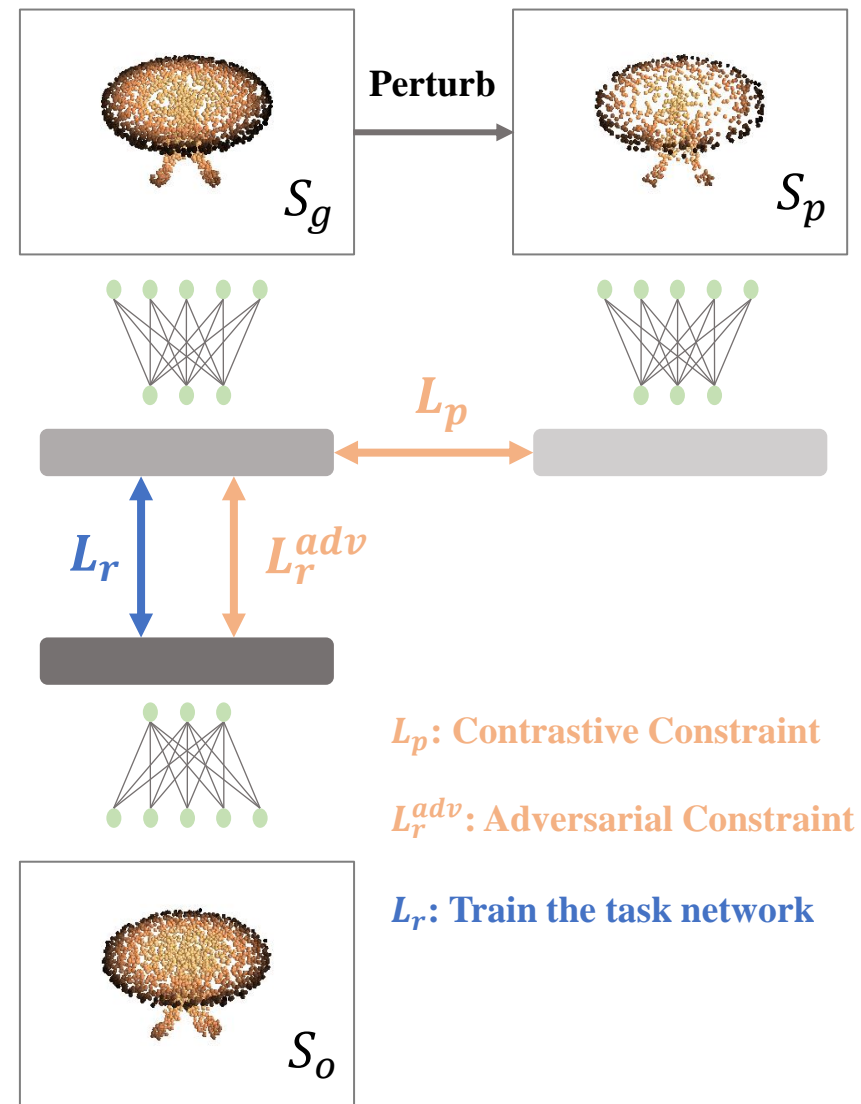 Perturb
S_g
S_p
L_p
L_r
L_r^{adv}
L_p: Contrastive Constraint
L_r^{adv}: Adversarial Constraint
L_r: Train the task network
S_o